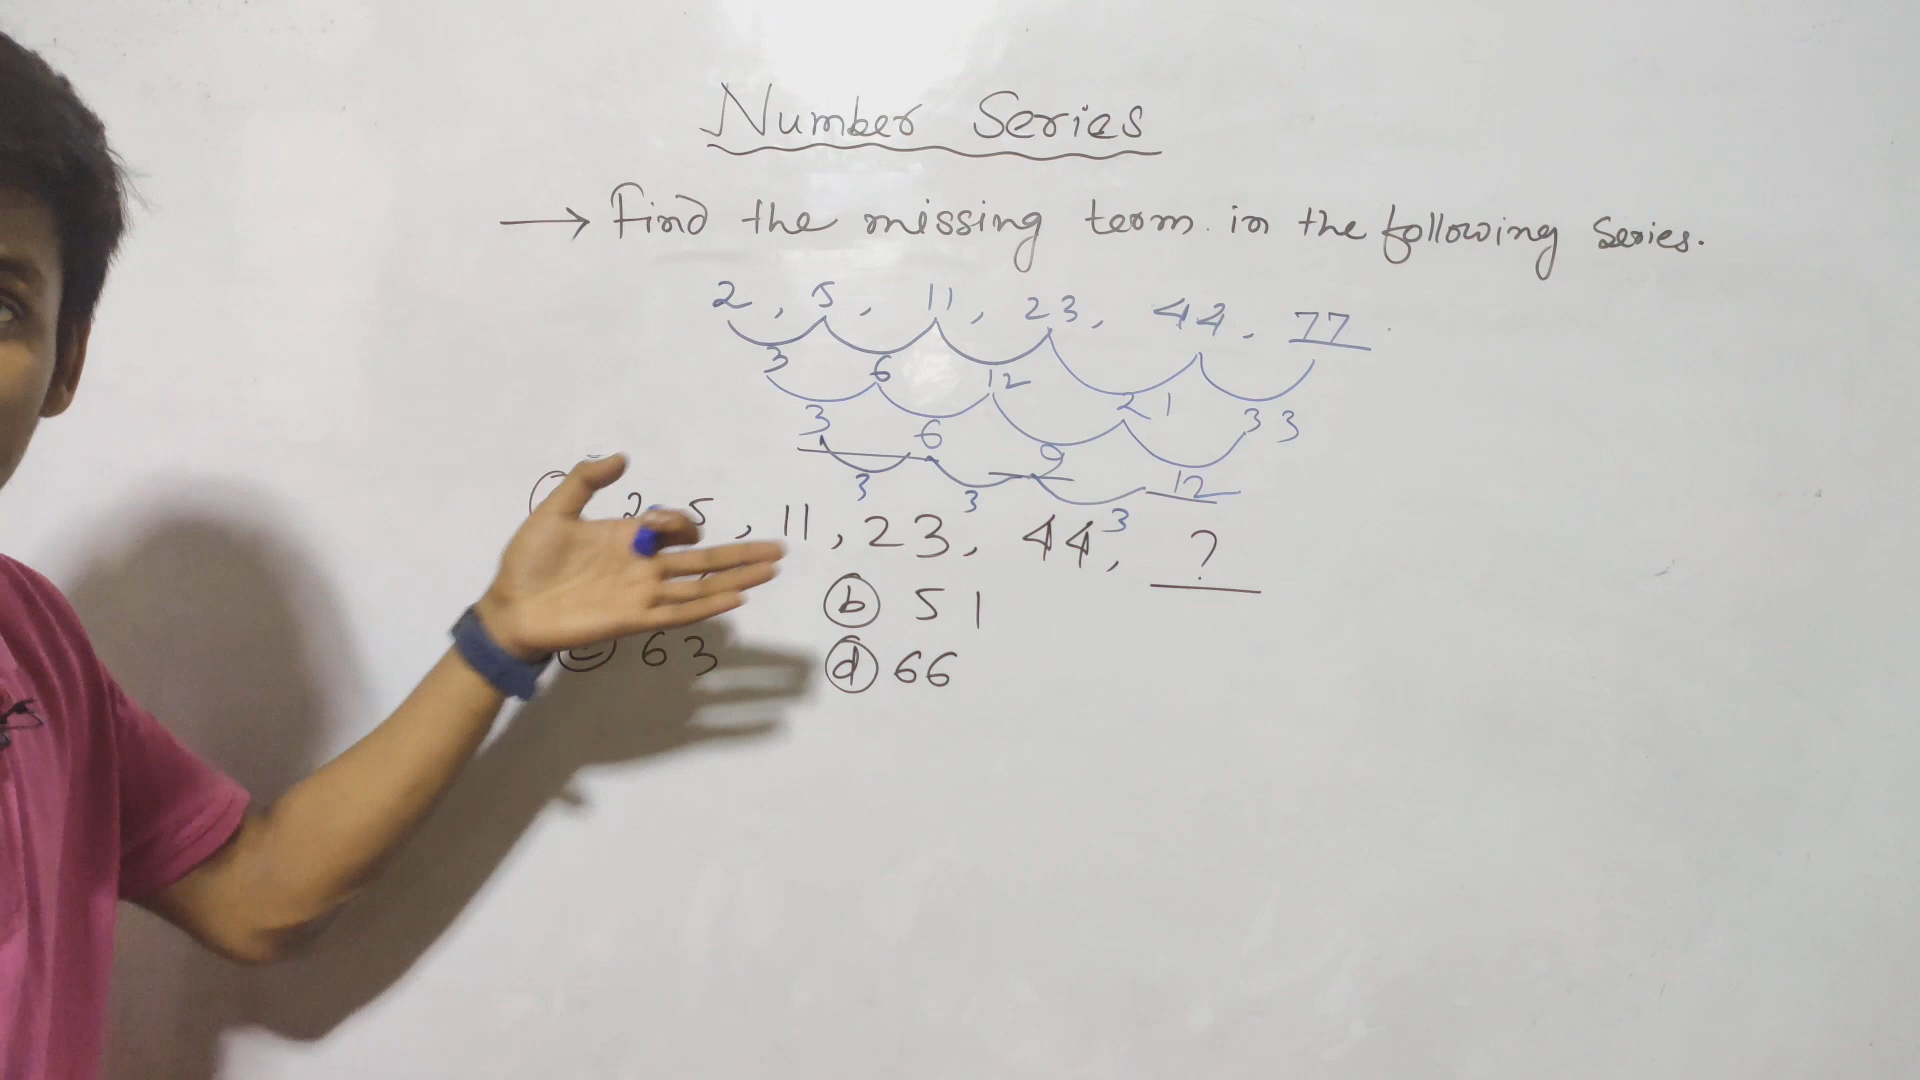 Number Series
→ Find the missing term in the following Series.
2, 5, 11, 23, 44, 77
3 6 12 21 33
3 6 9 12
3 3 3
2 5, 11, 23, 44, ?
(b) 51
(c) 63 (d) 66